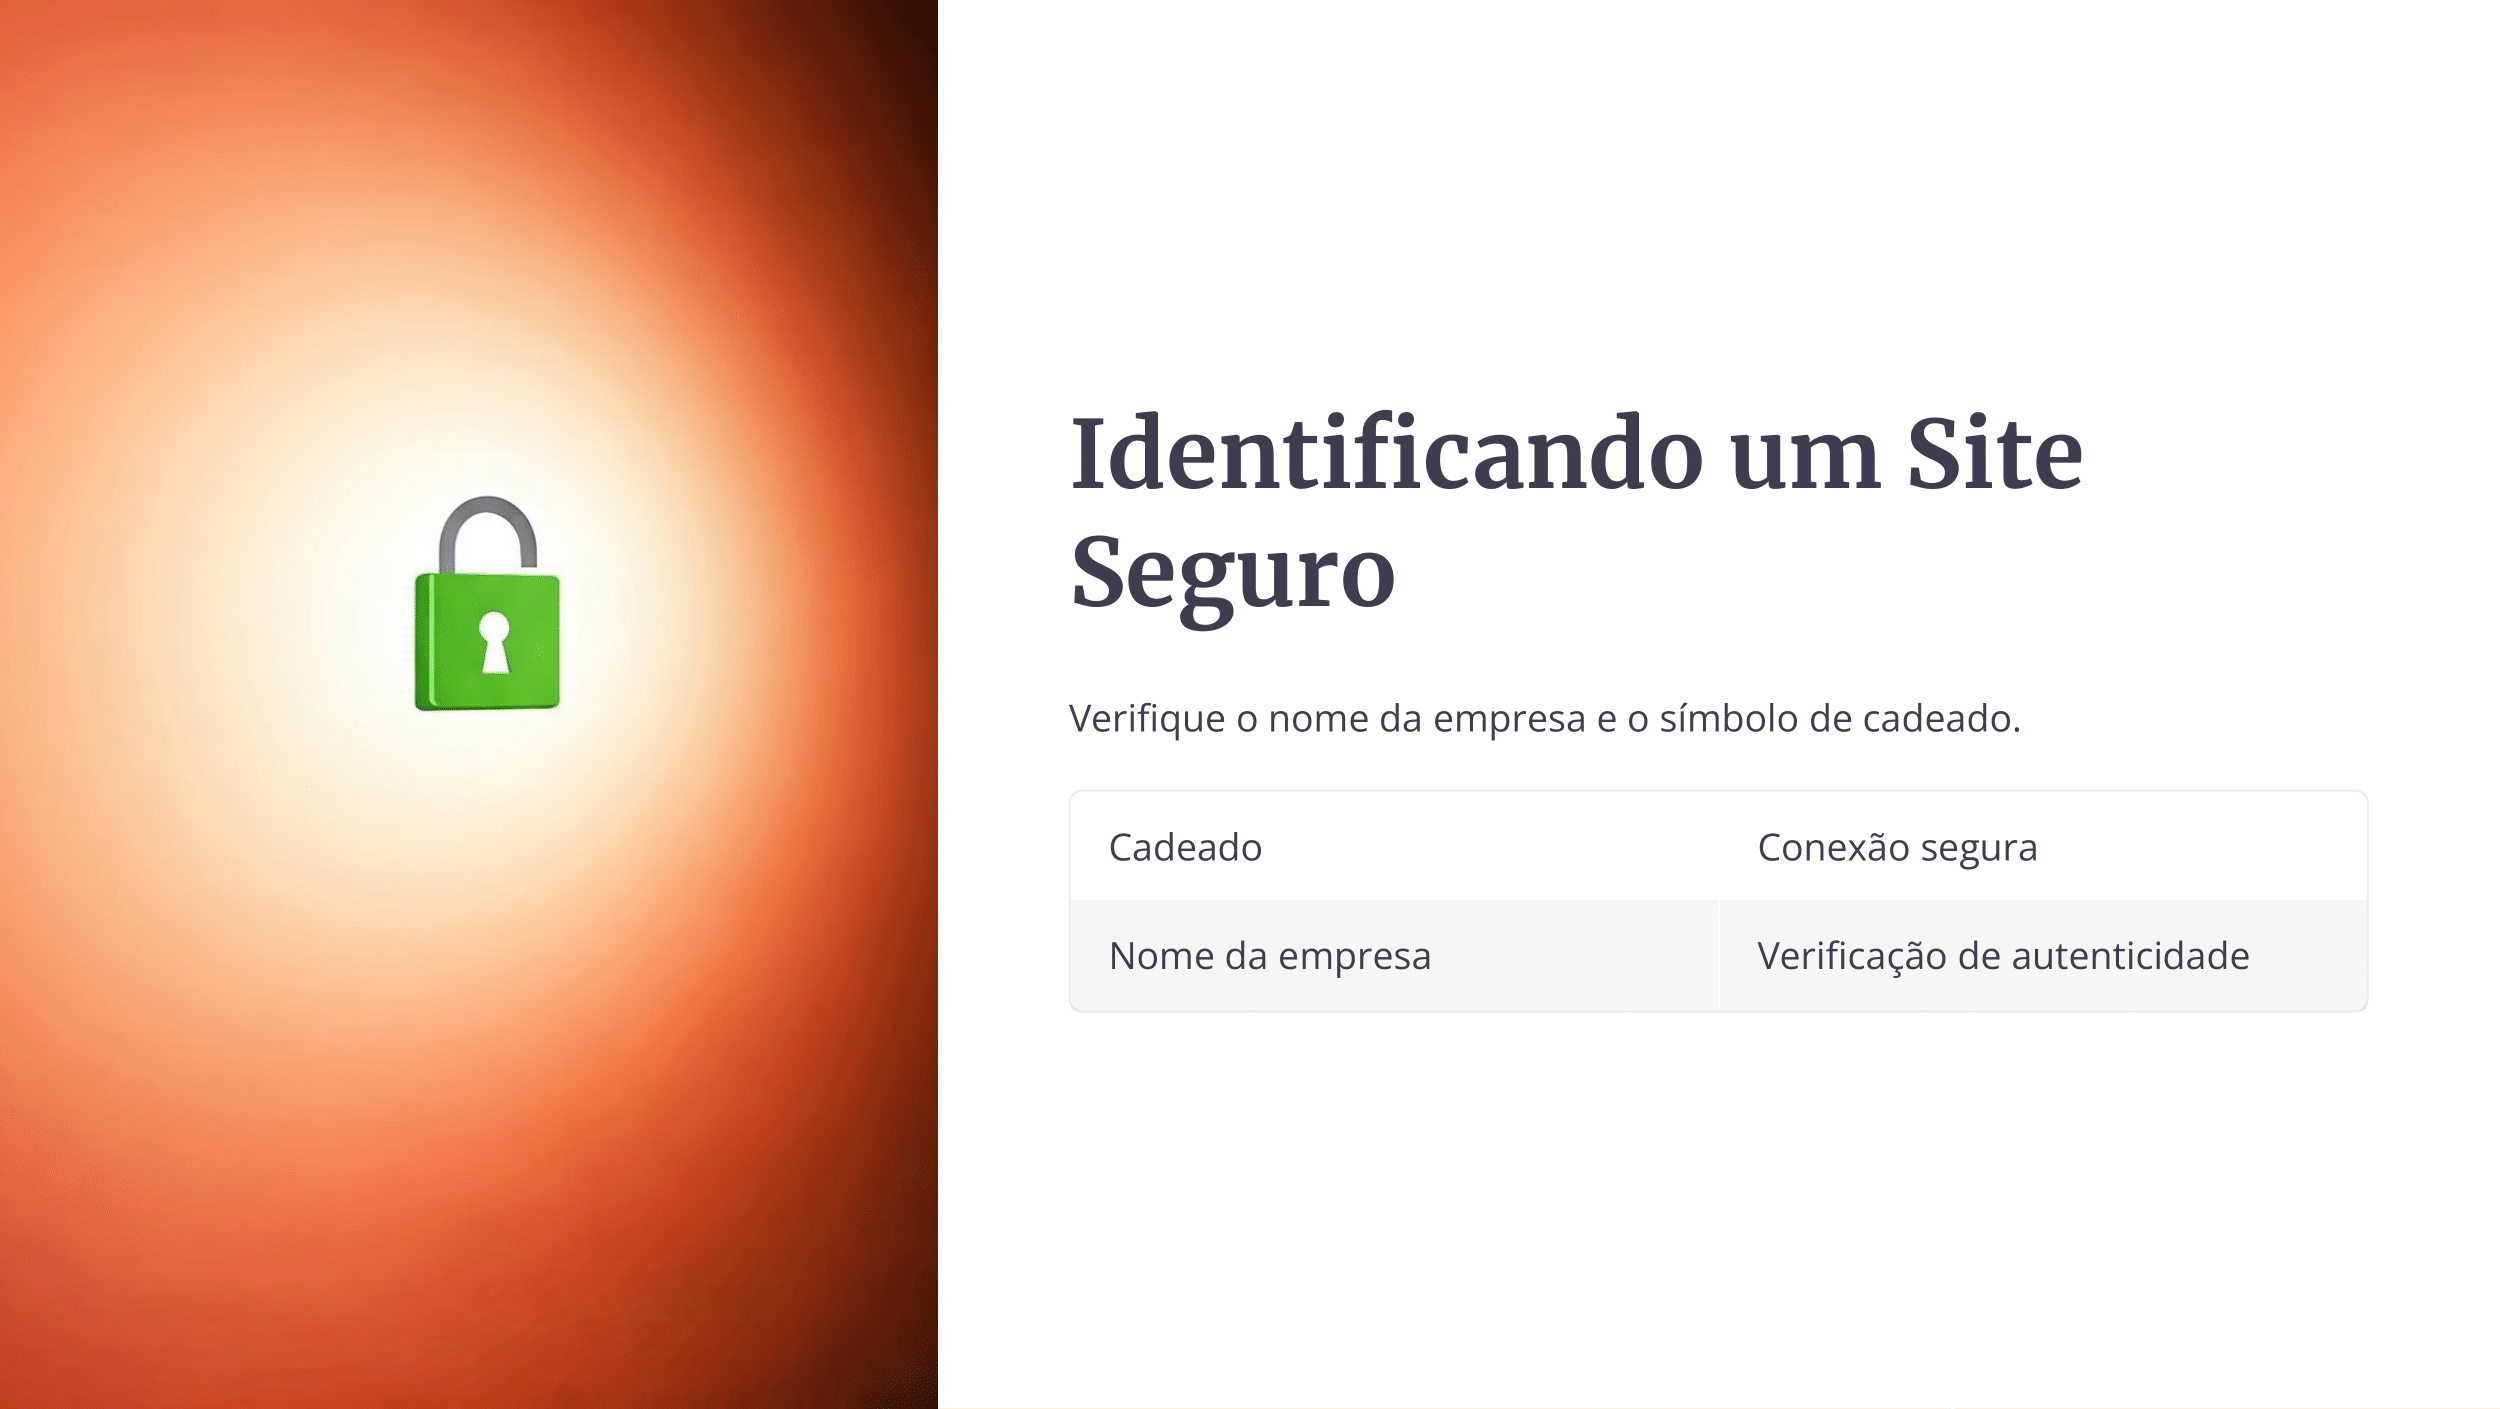 Identificando um Site
Seguro
Verifique o nome da empresa e o símbolo de cadeado.
Cadeado
Conexão segura
Nome da empresa
Verificação de autenticidade